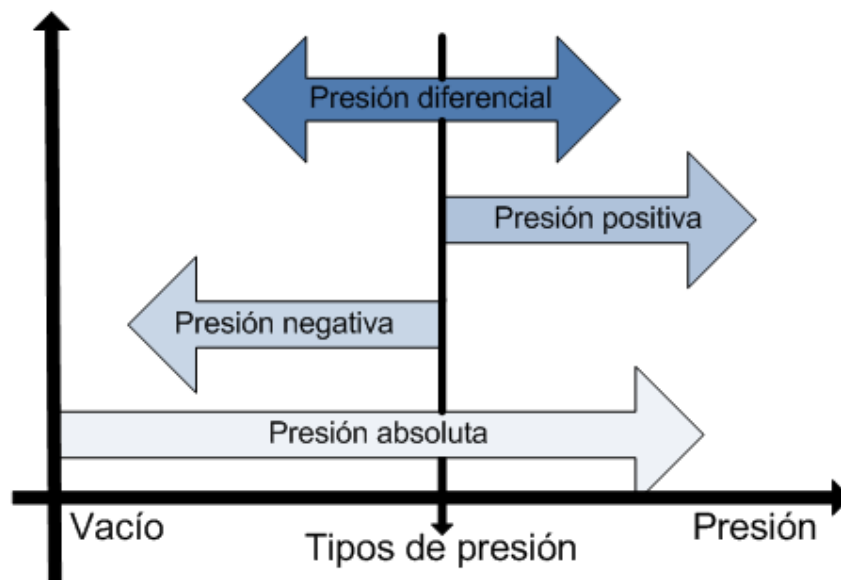 Presión diferencial
Presión positiva
Presión negativa
Presión absoluta
Vacío
Tipos de presión
Presión